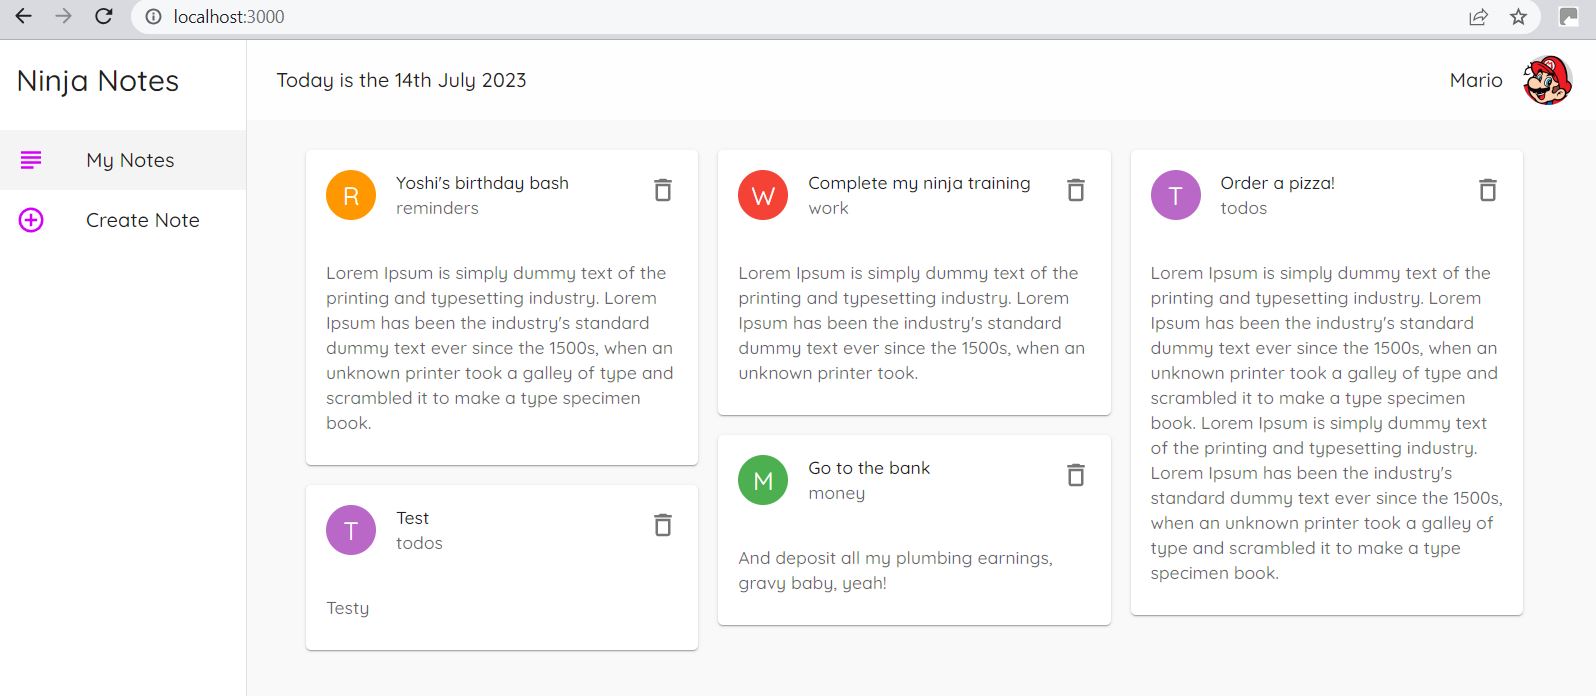 localhost:3000
Ninja Notes
My Notes
Create Note
Today is the 14th July 2023
Mario
R
Yoshi's birthday bash
reminders
Lorem Ipsum is simply dummy text of the
printing and typesetting industry. Lorem
Ipsum has been the industry's standard
dummy text ever since the 1500s, when an
unknown printer took a galley of type and
scrambled it to make a type specimen
book.
T
Test
todos
Testy
W
Complete my ninja training
work
Lorem Ipsum is simply dummy text of the
printing and typesetting industry. Lorem
Ipsum has been the industry's standard
dummy text ever since the 1500s, when an
unknown printer took.
M
Go to the bank
money
And deposit all my plumbing earnings,
gravy baby, yeah!
T
Order a pizza!
todos
Lorem Ipsum is simply dummy text of the
printing and typesetting industry. Lorem
Ipsum has been the industry's standard
dummy text ever since the 1500s, when an
unknown printer took a galley of type and
scrambled it to make a type specimen
book. Lorem Ipsum is simply dummy text
of the printing and typesetting industry.
Lorem Ipsum has been the industry's
standard dummy text ever since the 1500s,
when an unknown printer took a galley of
type and scrambled it to make a type
specimen book.